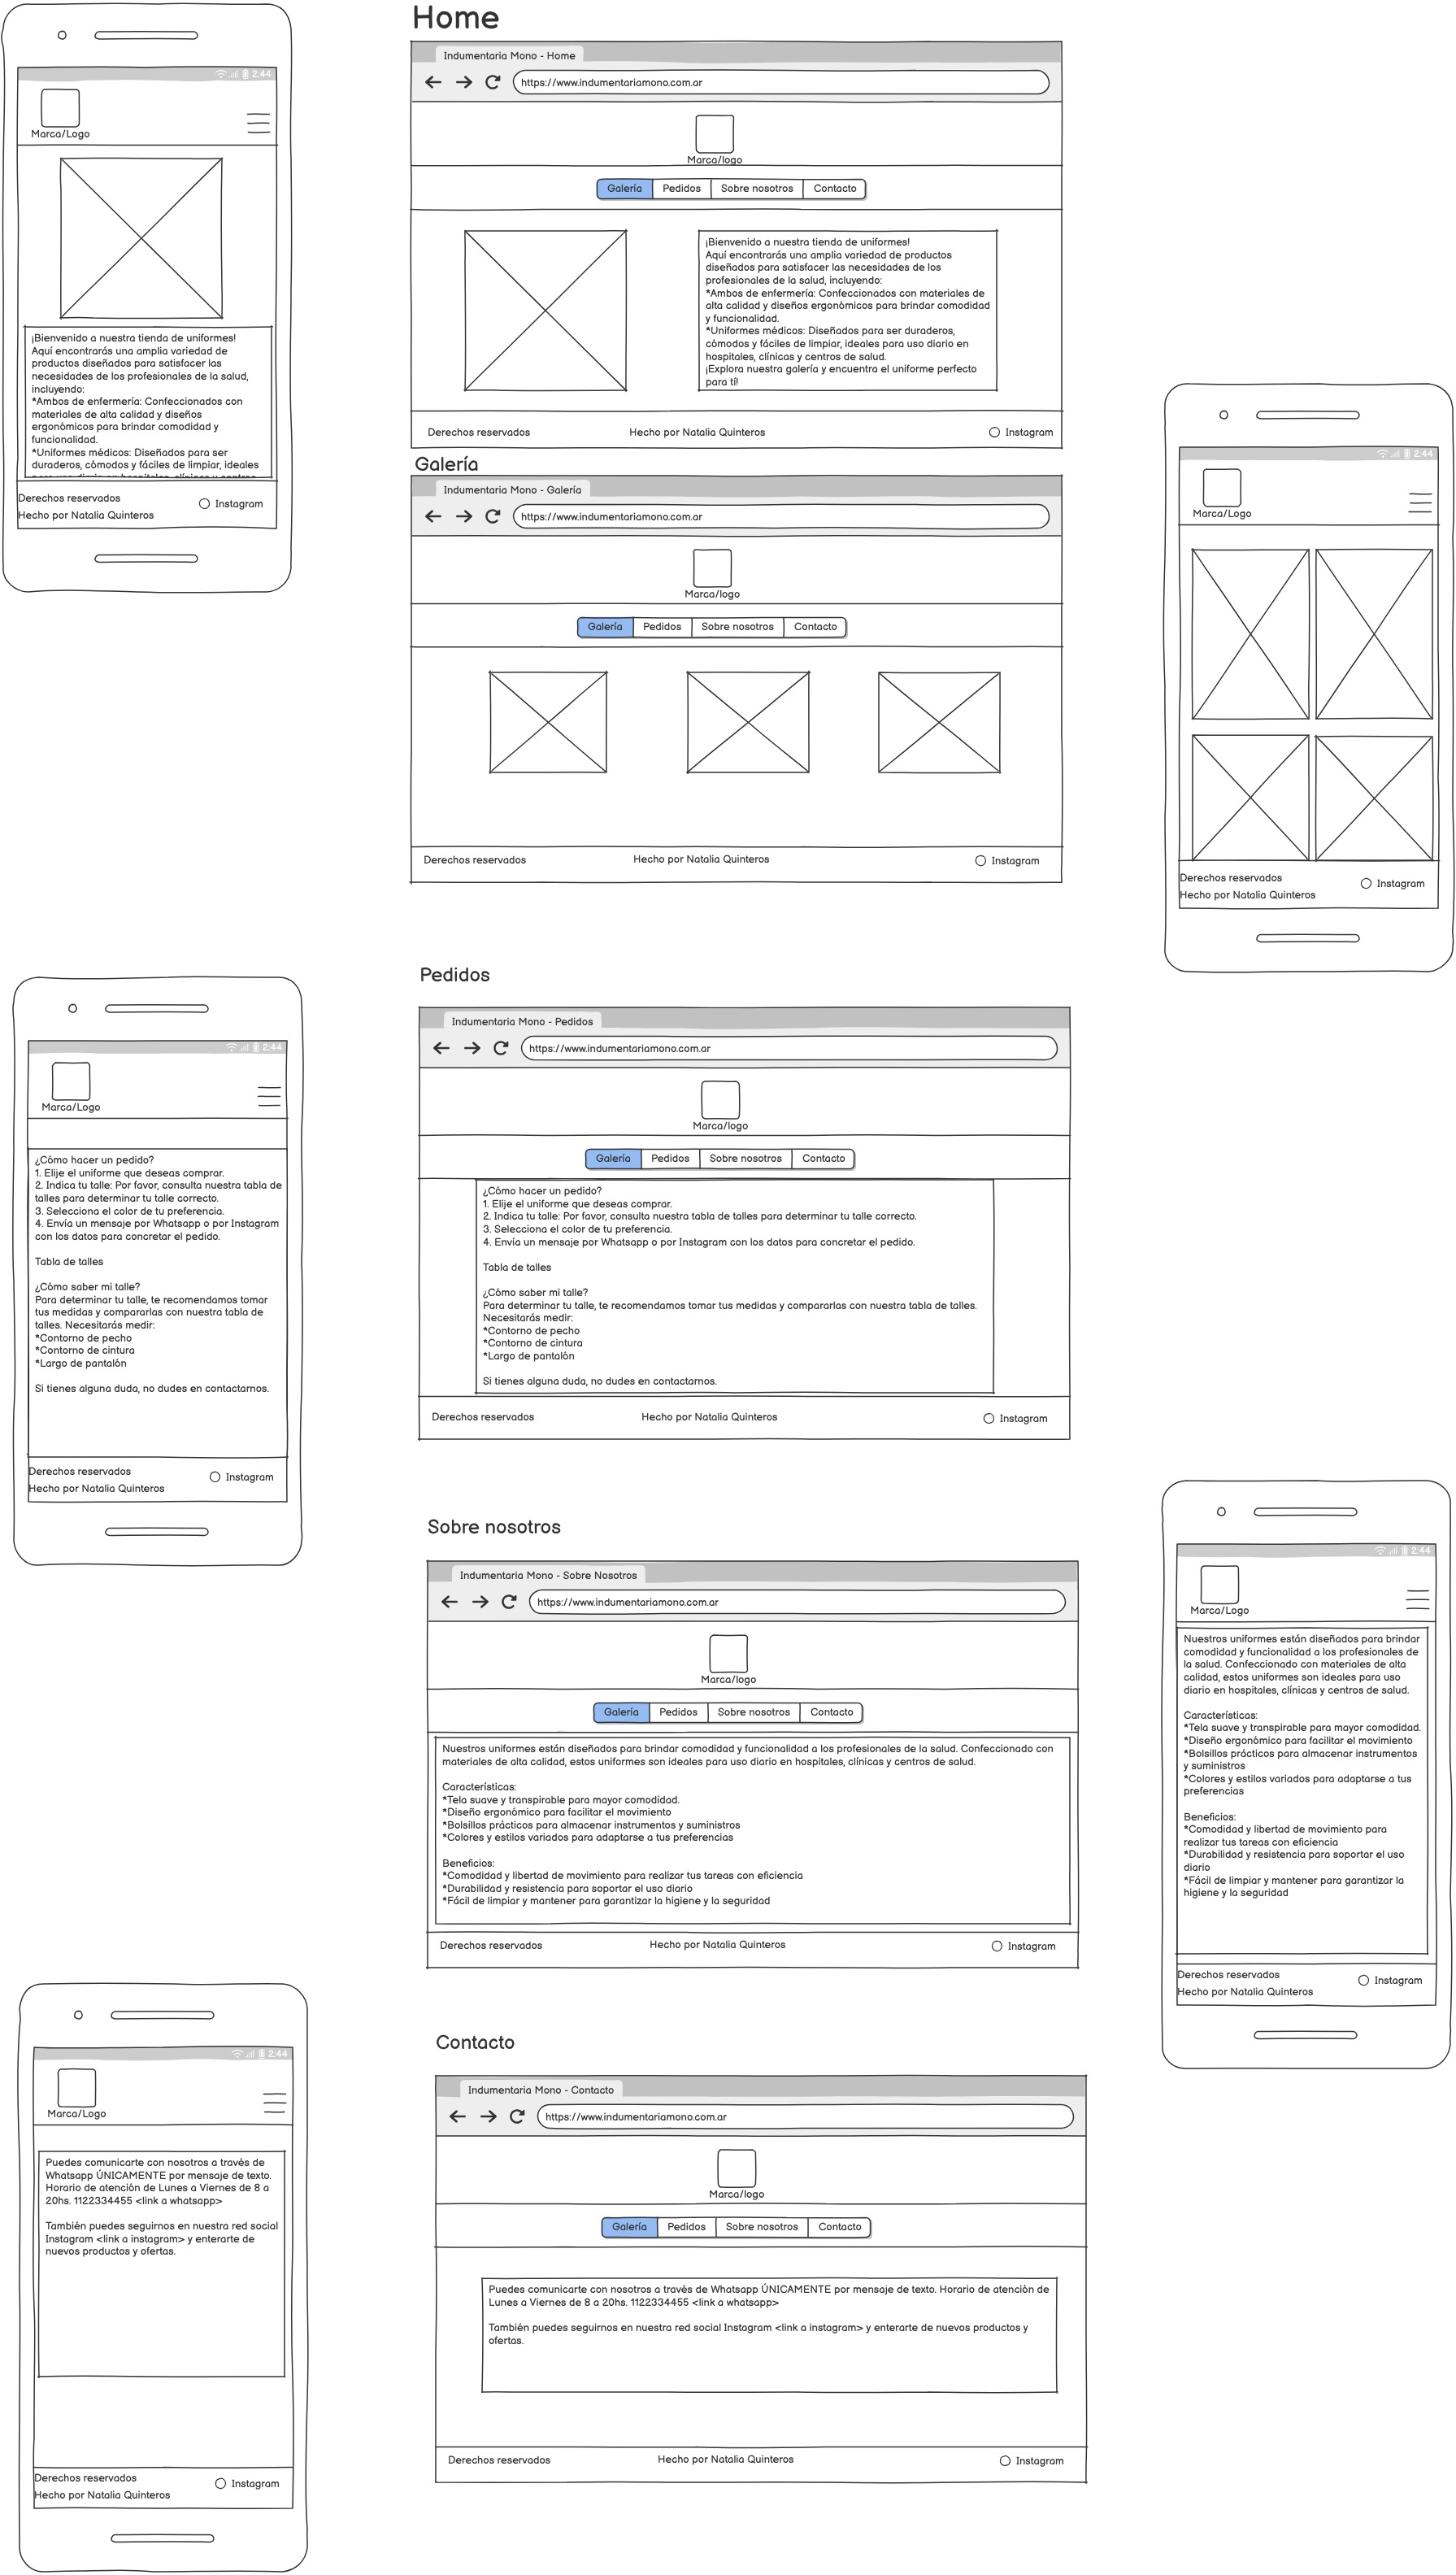 Home
2:44
Marca/Logo
¡Bienvenido a nuestra tienda de uniformes!
Aquí encontrarás una amplia variedad de
productos diseñados para satisfacer las
necesidades de los profesionales de la salud,
incluyendo:
*Ambos de enfermería: Confeccionados con
materiales de alta calidad y diseños
ergonómicos para brindar comodidad y
funcionalidad.
*Uniformes médicos: Diseñados para ser
duraderos, cómodos y fáciles de limpiar, ideales
Derechos reservados
Hecho por Natalia Quinteros
Instagram
Indumentaria Mono - Home
https://www.indumentariamono.com.ar
Marca/logo
Galería Pedidos Sobre nosotros Contacto
¡Bienvenido a nuestra tienda de uniformes!
Aquí encontrarás una amplia variedad de productos
diseñados para satisfacer las necesidades de los
profesionales de la salud, incluyendo:
*Ambos de enfermería: Confeccionados con materiales de
alta calidad y diseños ergonómicos para brindar comodidad
y funcionalidad.
*Uniformes médicos: Diseñados para ser duraderos,
cómodos y fáciles de limpiar, ideales para uso diario en
hospitales, clínicas y centros de salud.
¡Explora nuestra galería y encuentra el uniforme perfecto
para tí!
Derechos reservados Hecho por Natalia Quinteros Instagram
Galería
Indumentaria Mono - Galería
https://www.indumentariamono.com.ar
Marca/logo
Galería Pedidos Sobre nosotros Contacto
Derechos reservados Hecho por Natalia Quinteros Instagram
2:44
Marca/Logo
Derechos reservados
Hecho por Natalia Quinteros
Instagram
Pedidos
2:44
Marca/Logo
¿Cómo hacer un pedido?
1. Elije el uniforme que deseas comprar.
2. Indica tu talle: Por favor, consulta nuestra tabla de
talles para determinar tu talle correcto.
3. Selecciona el color de tu preferencia.
4. Envía un mensaje por Whatsapp o por Instagram
con los datos para concretar el pedido.
Tabla de talles
¿Cómo saber mi talle?
Para determinar tu talle, te recomendamos tomar
tus medidas y compararlas con nuestra tabla de
talles. Necesitarás medir:
*Contorno de pecho
*Contorno de cintura
*Largo de pantalón
Si tienes alguna duda, no dudes en contactarnos.
Derechos reservados
Hecho por Natalia Quinteros
Instagram
Indumentaria Mono - Pedidos
https://www.indumentariamono.com.ar
Marca/logo
Galería Pedidos Sobre nosotros Contacto
¿Cómo hacer un pedido?
1. Elije el uniforme que deseas comprar.
2. Indica tu talle: Por favor, consulta nuestra tabla de talles para determinar tu talle correcto.
3. Selecciona el color de tu preferencia.
4. Envía un mensaje por Whatsapp o por Instagram con los datos para concretar el pedido.
Tabla de talles
¿Cómo saber mi talle?
Para determinar tu talle, te recomendamos tomar tus medidas y compararlas con nuestra tabla de talles.
Necesitarás medir:
*Contorno de pecho
*Contorno de cintura
*Largo de pantalón
Si tienes alguna duda, no dudes en contactarnos.
Derechos reservados Hecho por Natalia Quinteros Instagram
Sobre nosotros
Indumentaria Mono - Sobre Nosotros
https://www.indumentariamono.com.ar
Marca/logo
Galería Pedidos Sobre nosotros Contacto
Nuestros uniformes están diseñados para brindar comodidad y funcionalidad a los profesionales de la salud. Confeccionado con
materiales de alta calidad, estos uniformes son ideales para uso diario en hospitales, clínicas y centros de salud.
Características:
*Tela suave y transpirable para mayor comodidad.
*Diseño ergonómico para facilitar el movimiento
*Bolsillos prácticos para almacenar instrumentos y suministros
*Colores y estilos variados para adaptarse a tus preferencias
Beneficios:
*Comodidad y libertad de movimiento para realizar tus tareas con eficiencia
*Durabilidad y resistencia para soportar el uso diario
*Fácil de limpiar y mantener para garantizar la higiene y la seguridad
Derechos reservados Hecho por Natalia Quinteros Instagram
2:44
Marca/Logo
Nuestros uniformes están diseñados para brindar
comodidad y funcionalidad a los profesionales de
la salud. Confeccionado con materiales de alta
calidad, estos uniformes son ideales para uso
diario en hospitales, clínicas y centros de salud.
Características:
*Tela suave y transpirable para mayor comodidad.
*Diseño ergonómico para facilitar el movimiento
*Bolsillos prácticos para almacenar instrumentos
y suministros
*Colores y estilos variados para adaptarse a tus
preferencias
Beneficios:
*Comodidad y libertad de movimiento para
realizar tus tareas con eficiencia
*Durabilidad y resistencia para soportar el uso
diario
*Fácil de limpiar y mantener para garantizar la
higiene y la seguridad
Derechos reservados
Hecho por Natalia Quinteros
Instagram
Contacto
2:44
Marca/Logo
Puedes comunicarte con nosotros a través de
Whatsapp ÚNICAMENTE por mensaje de texto.
Horario de atención de Lunes a Viernes de 8 a
20hs. 1122334455 <link a whatsapp>
También puedes seguirnos en nuestra red social
Instagram <link a instagram> y enterarte de
nuevos productos y ofertas.
Derechos reservados
Hecho por Natalia Quinteros
Instagram
Indumentaria Mono - Contacto
https://www.indumentariamono.com.ar
Marca/logo
Galería Pedidos Sobre nosotros Contacto
Puedes comunicarte con nosotros a través de Whatsapp ÚNICAMENTE por mensaje de texto. Horario de atención de
Lunes a Viernes de 8 a 20hs. 1122334455 <link a whatsapp>
También puedes seguirnos en nuestra red social Instagram <link a instagram> y enterarte de nuevos productos y
ofertas.
Derechos reservados Hecho por Natalia Quinteros Instagram